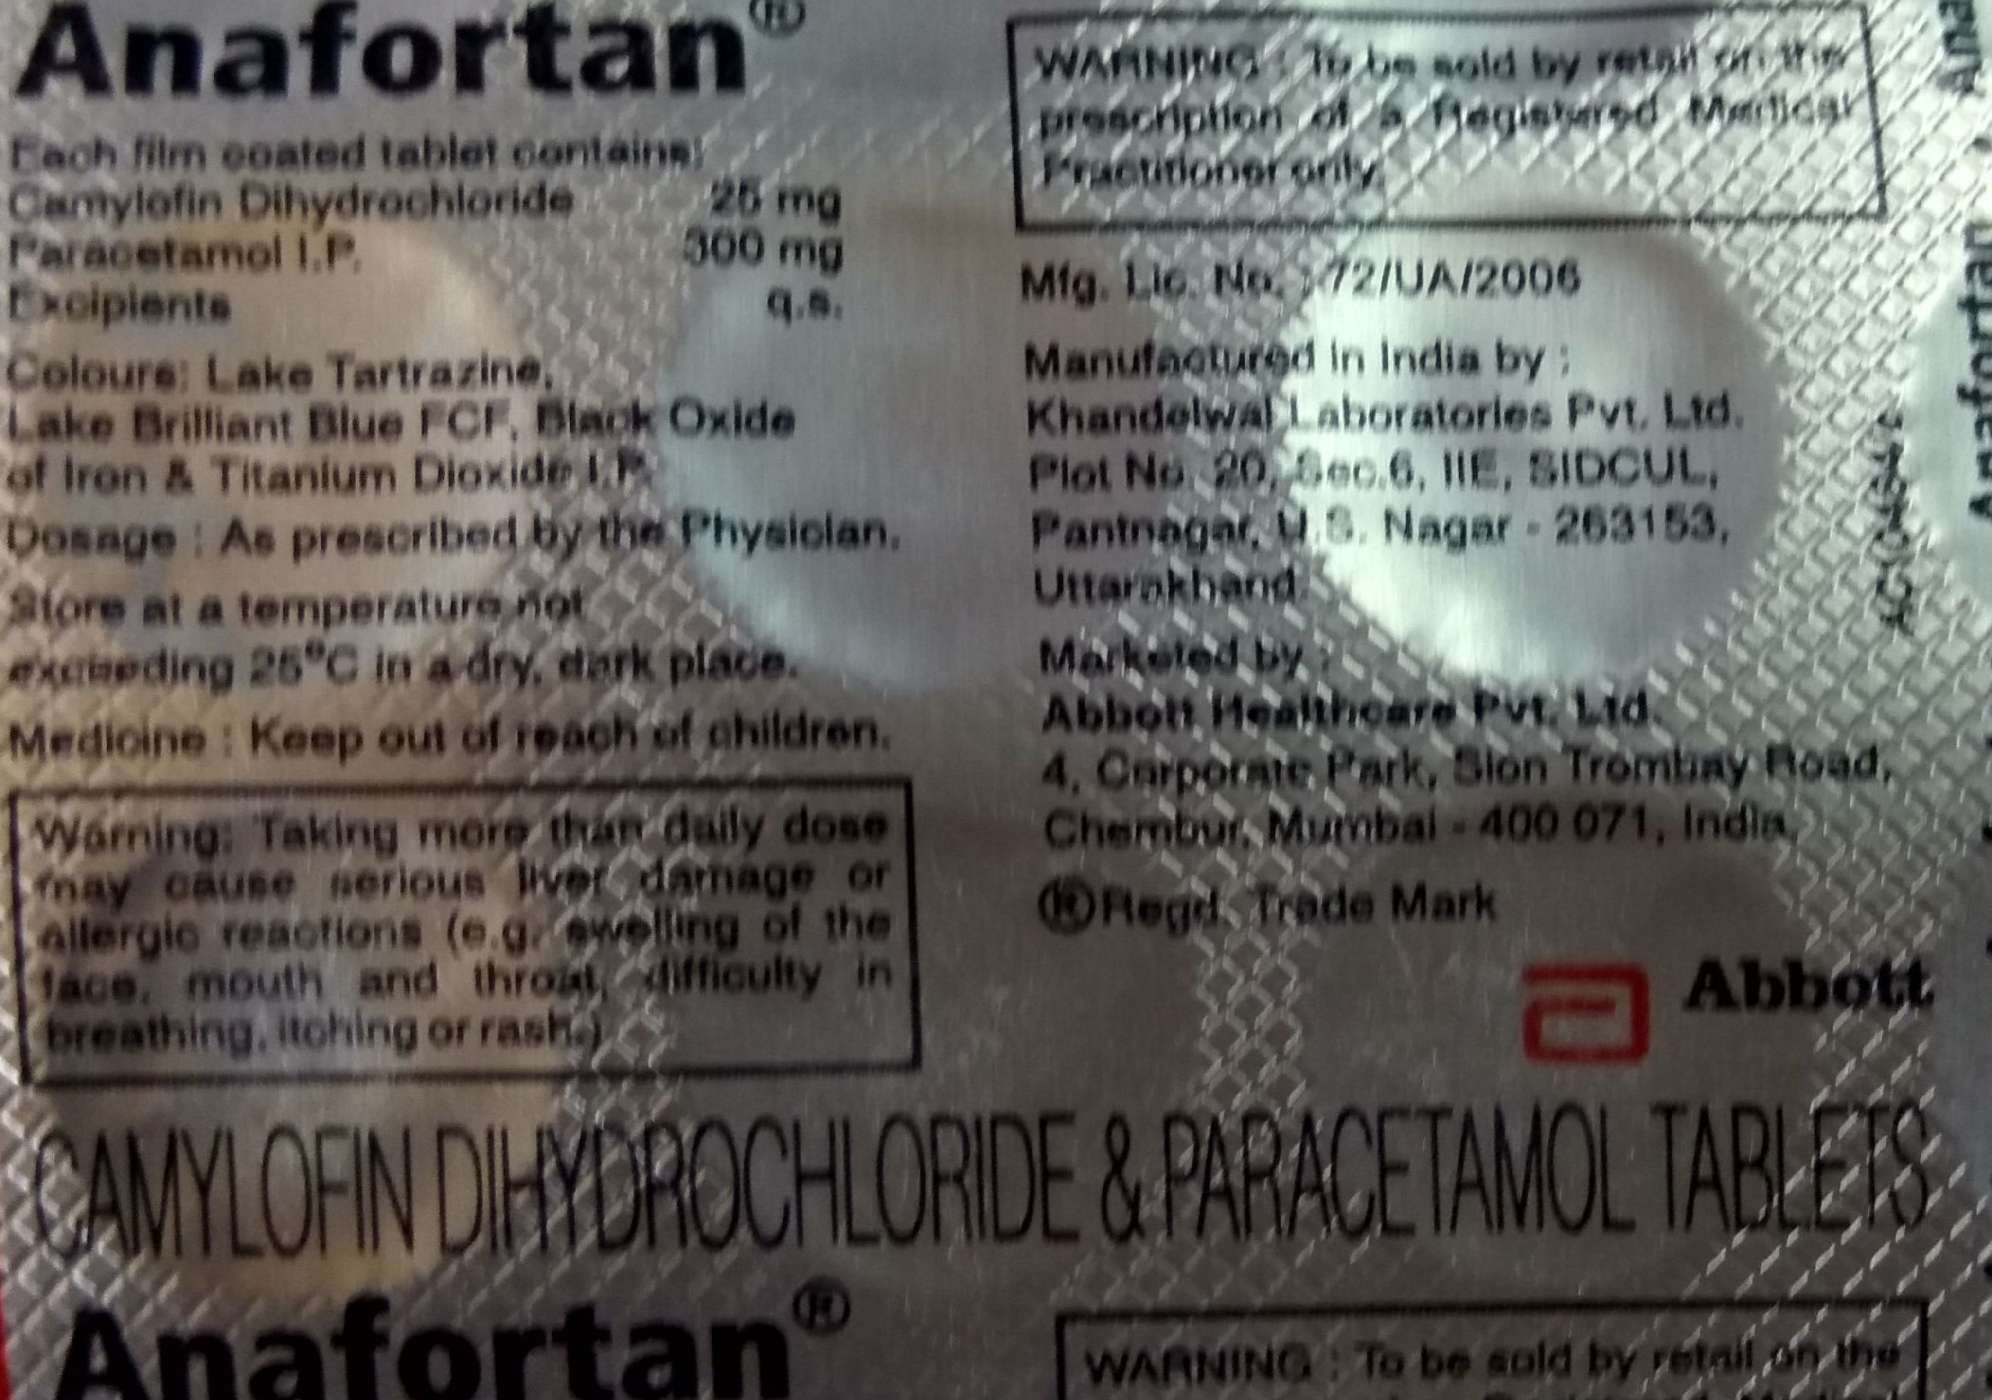 Anafortan®
Each film coated tablet contains:
Camylofin Dihydrochloride 25 mg
Paracetamol I.P. 300 mg
Excipients q.s.
Colours: Lake Tartrazine,
Lake Brilliant Blue FCF, Black Oxide
of Iron & Titanium Dioxide I.P.
Dosage : As prescribed by the Physician.
Store at a temperature not
exceeding 25°C in a dry, dark place.
Medicine : Keep out of reach of children.
Warning: Taking more than daily dose
may cause serious liver damage or
allergic reactions (e.g. swelling of the
face, mouth and throat, difficulty in
breathing, itching or rash.)
WARNING : To be sold by retail on the
prescription of a Registered Medical
Practitioner only.
Mfg. Lic. No. : 72/UA/2006
Manufactured in India by :
Khandelwal Laboratories Pvt. Ltd.
Plot No. 20, Sec.6, IIE, SIDCUL,
Pantnagar, U.S. Nagar - 263153,
Uttarakhand.
Marketed by :
Abbott Healthcare Pvt. Ltd.
4, Corporate Park, Sion Trombay Road,
Chembur, Mumbai - 400 071, India.
® Regd. Trade Mark
Abbott
CAMYLOFIN DIHYDROCHLORIDE & PARACETAMOL TABLETS
Anafortan®
WARNING : To be sold by retail on the
Anafortan